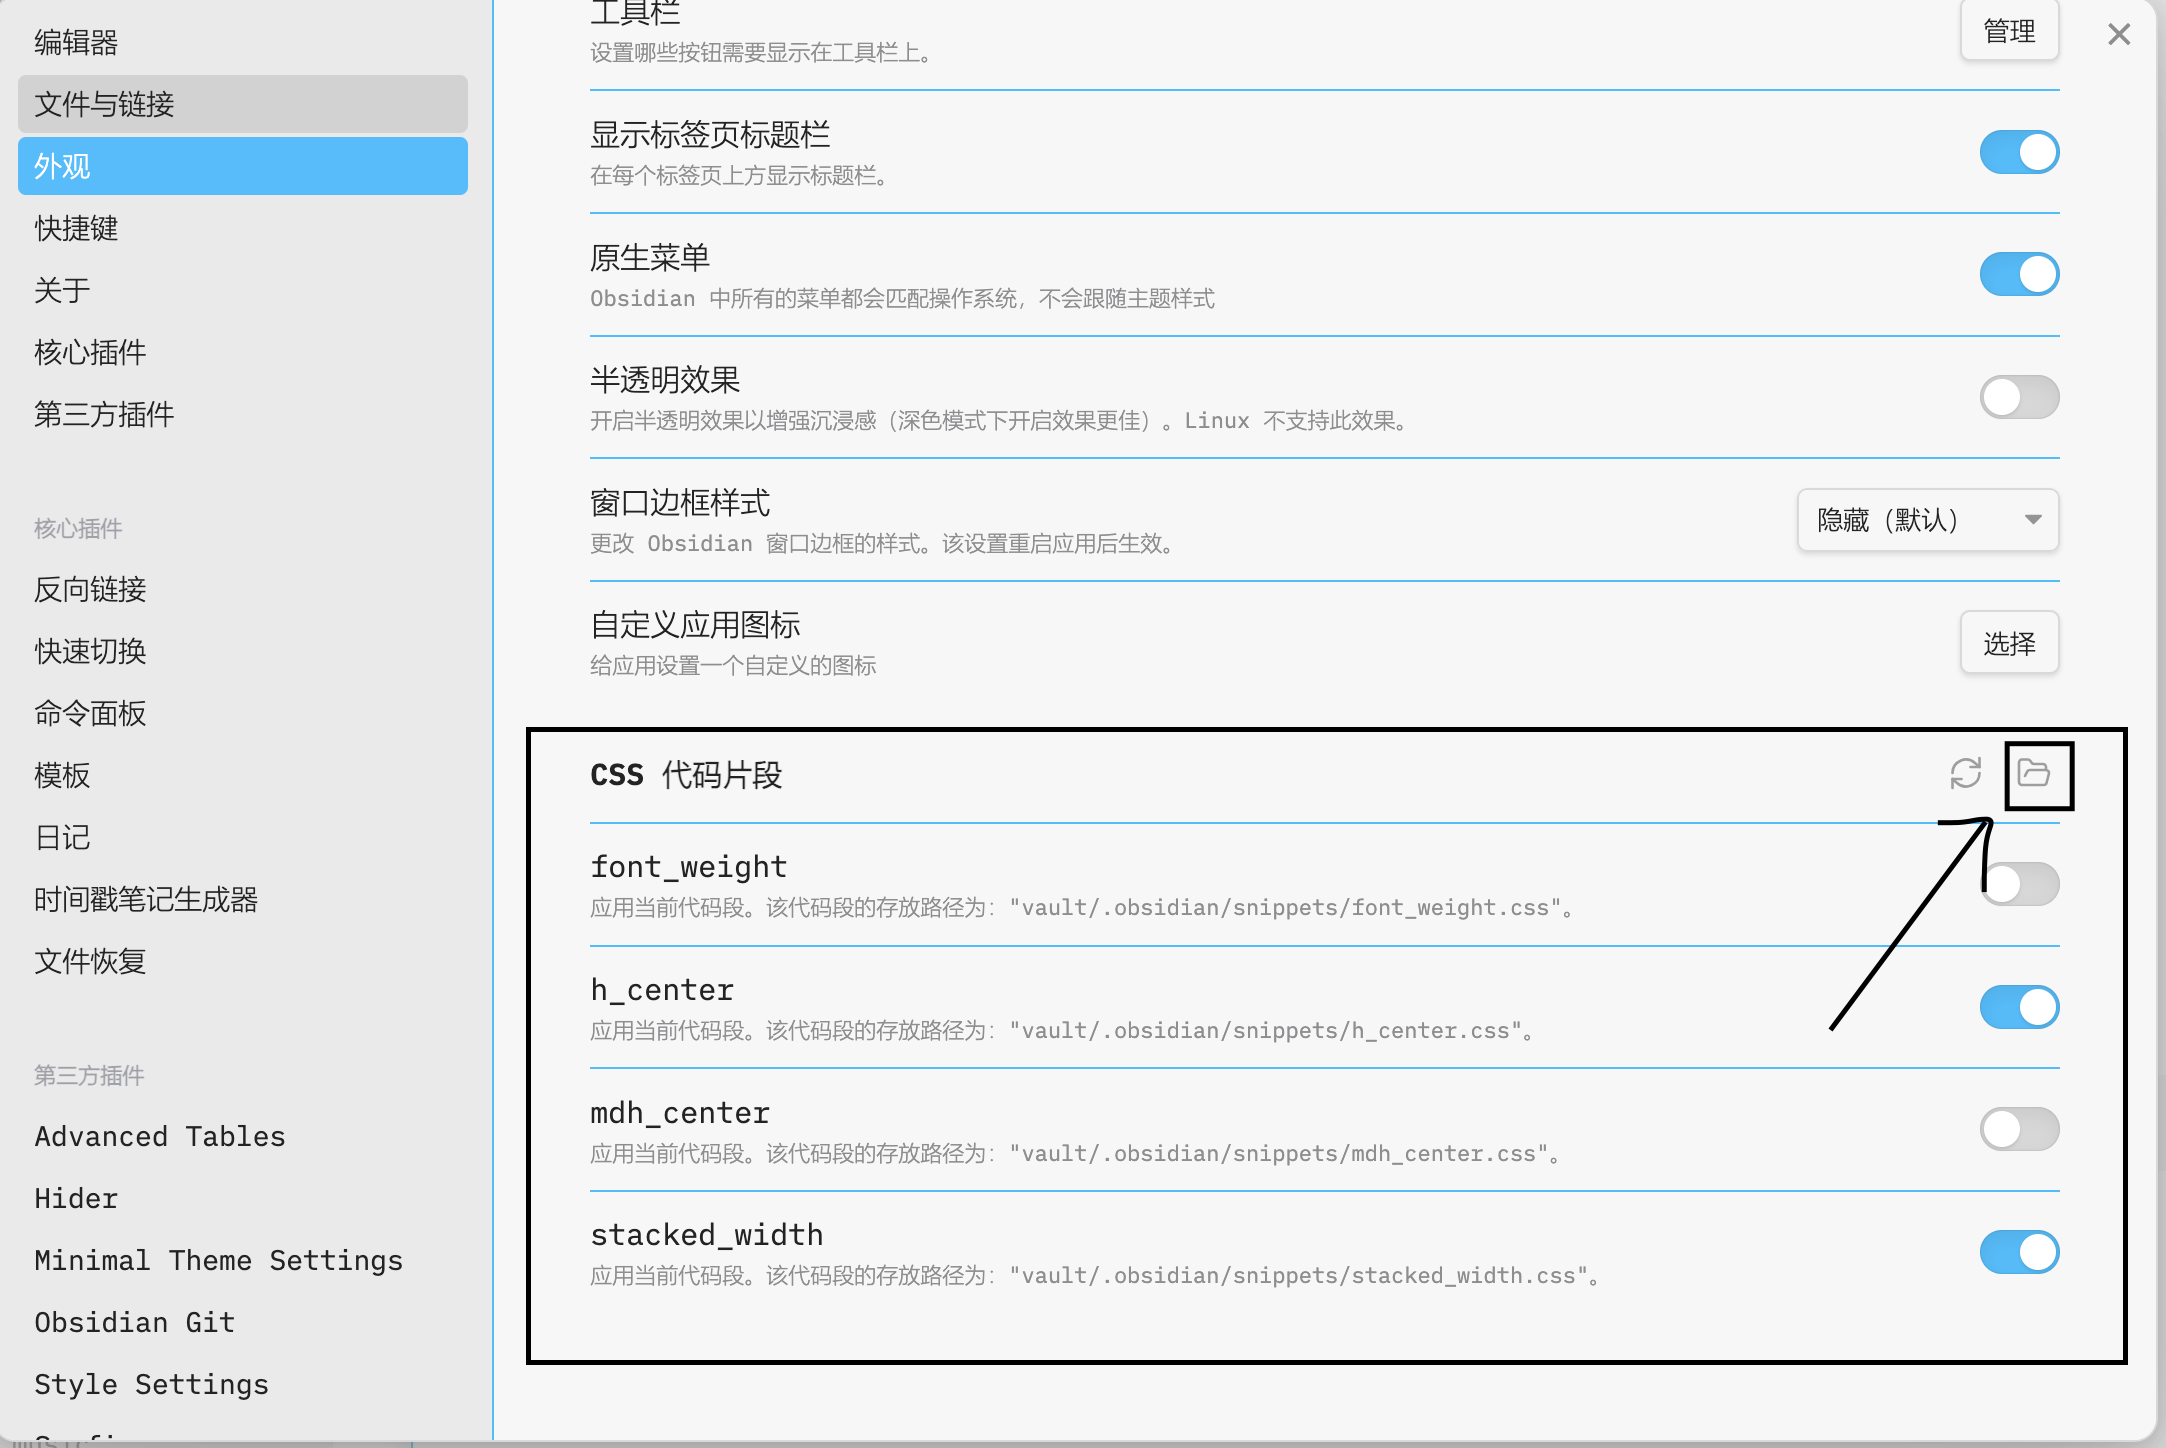 编辑器
文件与链接
外观
快捷键
关于
核心插件
第三方插件
核心插件
反向链接
快速切换
命令面板
模板
日记
时间戳笔记生成器
文件恢复
第三方插件
Advanced Tables
Hider
Minimal Theme Settings
Obsidian Git
Style Settings
工具栏
设置哪些按钮需要显示在工具栏上。
管理
显示标签页标题栏
在每个标签页上方显示标题栏。
原生菜单
Obsidian 中所有的菜单都会匹配操作系统，不会跟随主题样式
半透明效果
开启半透明效果以增强沉浸感（深色模式下开启效果更佳）。Linux 不支持此效果。
窗口边框样式
更改 Obsidian 窗口边框的样式。该设置重启应用后生效。
隐藏（默认）
自定义应用图标
给应用设置一个自定义的图标
选择
CSS 代码片段
font_weight
应用当前代码段。该代码段的存放路径为："vault/.obsidian/snippets/font_weight.css"。
h_center
应用当前代码段。该代码段的存放路径为："vault/.obsidian/snippets/h_center.css"。
mdh_center
应用当前代码段。该代码段的存放路径为："vault/.obsidian/snippets/mdh_center.css"。
stacked_width
应用当前代码段。该代码段的存放路径为："vault/.obsidian/snippets/stacked_width.css"。